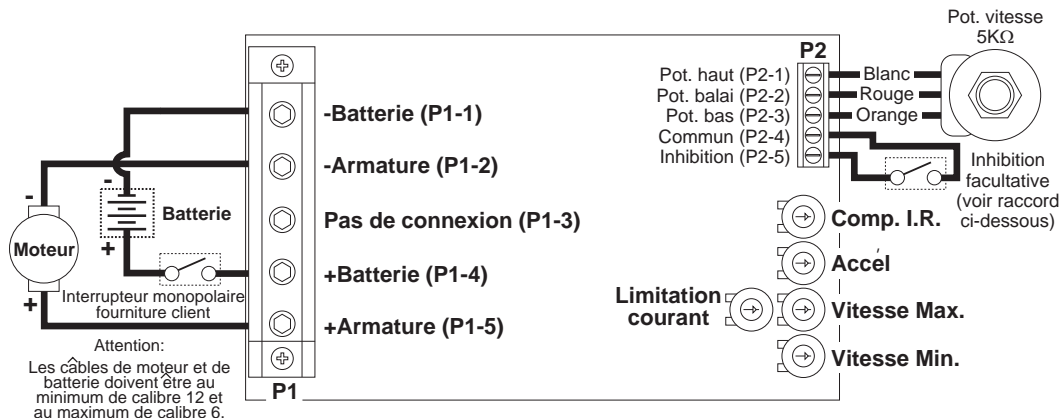 Pot. vitesse
5KΩ
P2
Pot. haut (P2-1)
Pot. balai (P2-2)
Pot. bas (P2-3)
Commun (P2-4)
Inhibition (P2-5)
Blanc
Rouge
Orange
Inhibition
facultative
(voir raccord
ci-dessous)
-Batterie (P1-1)
-Armature (P1-2)
Pas de connexion (P1-3)
+Batterie (P1-4)
+Armature (P1-5)
P1
-
Batterie
+
-
Moteur
+
Interrupteur monopolaire
fourniture client
Attention:
Les câbles de moteur et de
batterie doivent être au
minimum de calibre 12 et
au maximum de calibre 6.
Comp. I.R.
Accél
Limitation
courant
Vitesse Max.
Vitesse Min.